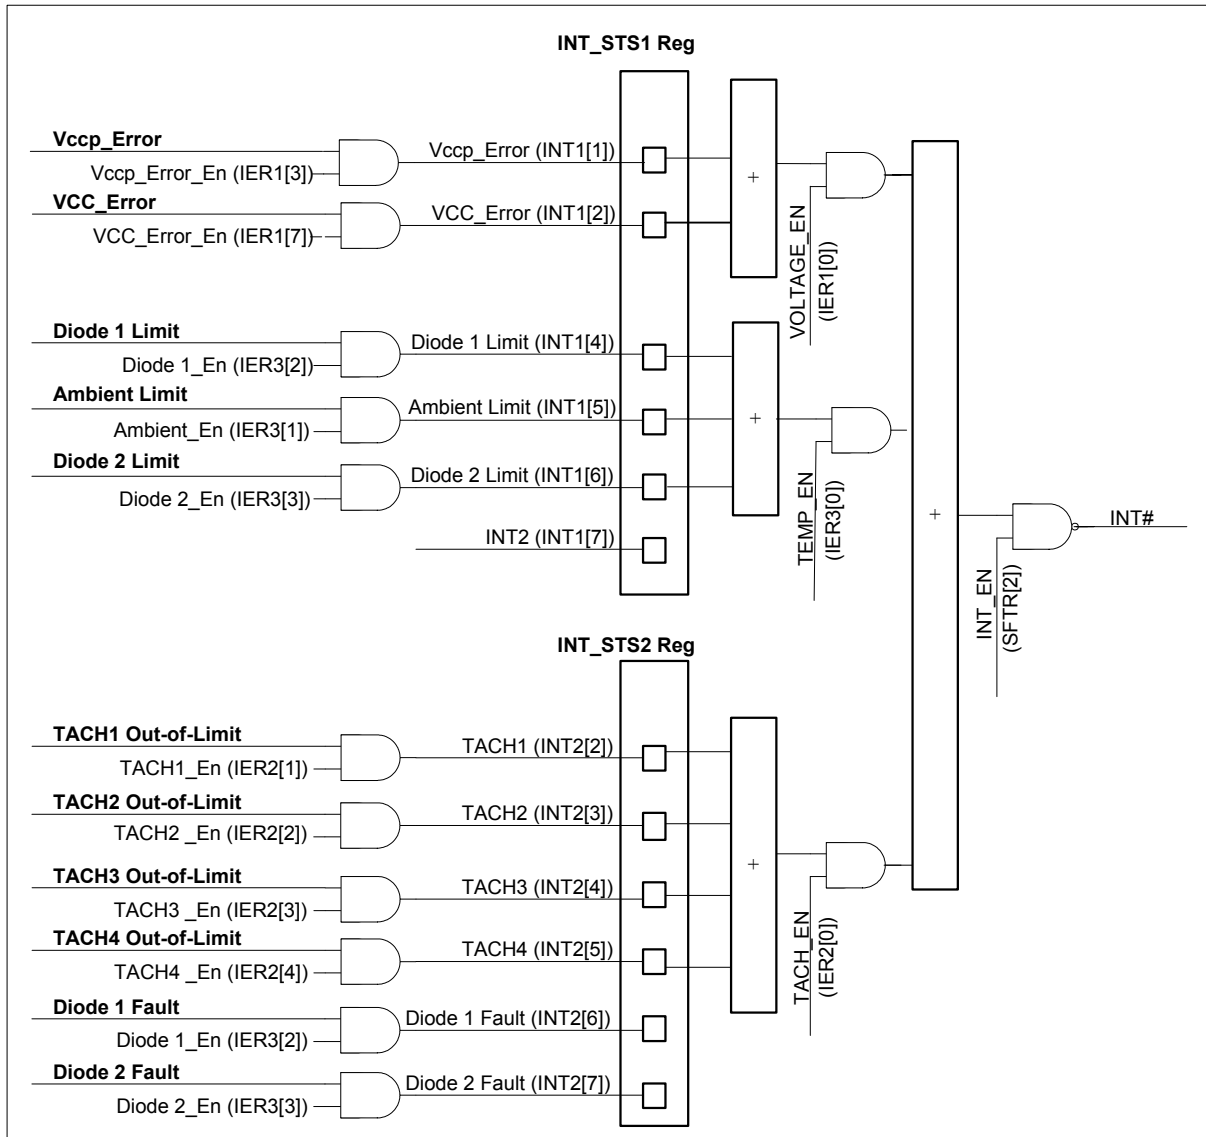 INT_STS1 Reg
Vccp_Error
Vccp_Error_En (IER1[3])
Vccp_Error (INT1[1])
VCC_Error
VCC_Error_En (IER1[7])
VCC_Error (INT1[2])
+
VOLTAGE_EN
(IER1[0])
Diode 1 Limit
Diode 1_En (IER3[2])
Diode 1 Limit (INT1[4])
Ambient Limit
Ambient_En (IER3[1])
Ambient Limit (INT1[5])
Diode 2 Limit
Diode 2_En (IER3[3])
Diode 2 Limit (INT1[6])
INT2 (INT1[7])
+
TEMP_EN
(IER3[0])
+
INT_EN
(SFTR[2])
INT#
INT_STS2 Reg
TACH1 Out-of-Limit
TACH1_En (IER2[1])
TACH1 (INT2[2])
TACH2 Out-of-Limit
TACH2 _En (IER2[2])
TACH2 (INT2[3])
TACH3 Out-of-Limit
TACH3 _En (IER2[3])
TACH3 (INT2[4])
TACH4 Out-of-Limit
TACH4 _En (IER2[4])
TACH4 (INT2[5])
+
TACH_EN
(IER2[0])
Diode 1 Fault
Diode 1_En (IER3[2])
Diode 1 Fault (INT2[6])
Diode 2 Fault
Diode 2_En (IER3[3])
Diode 2 Fault (INT2[7])